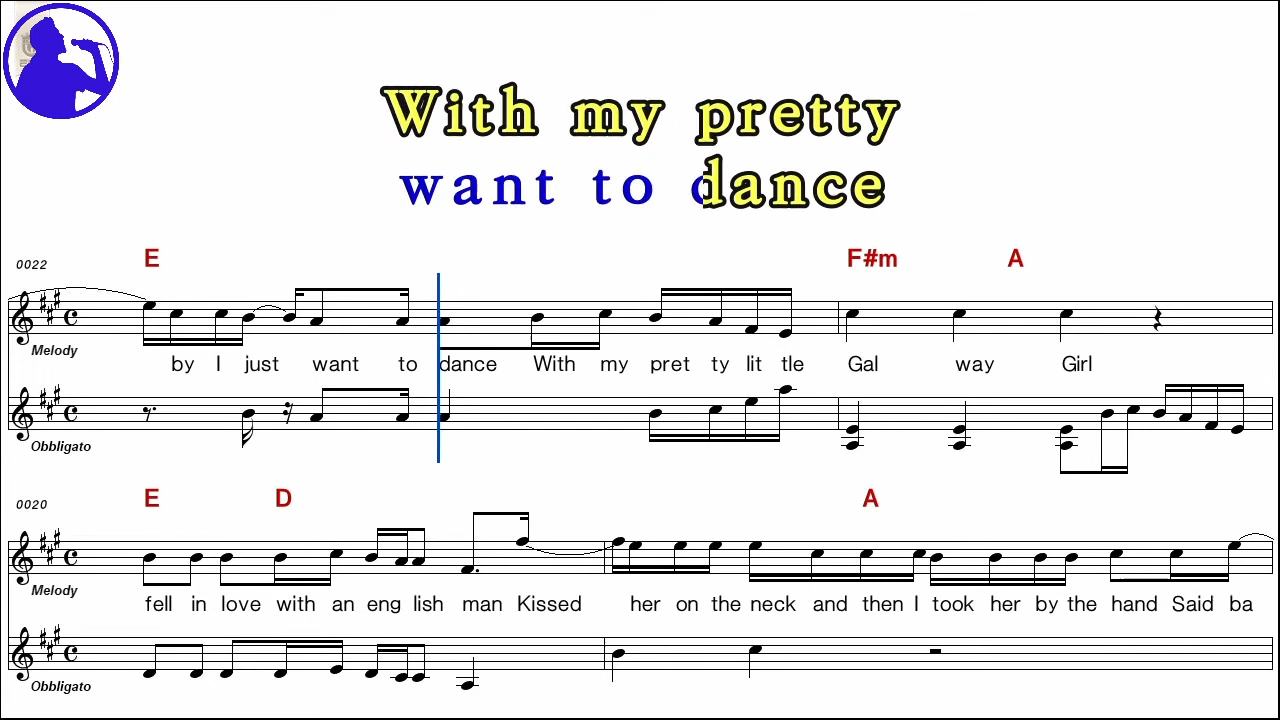 With my pretty
want to dance
0022 E F#m A
Melody
by I just want to dance With my pret ty lit tle Gal way Girl
Obbligato
0020 E D A
Melody
fell in love with an eng lish man Kissed her on the neck and then I took her by the hand Said ba
Obbligato